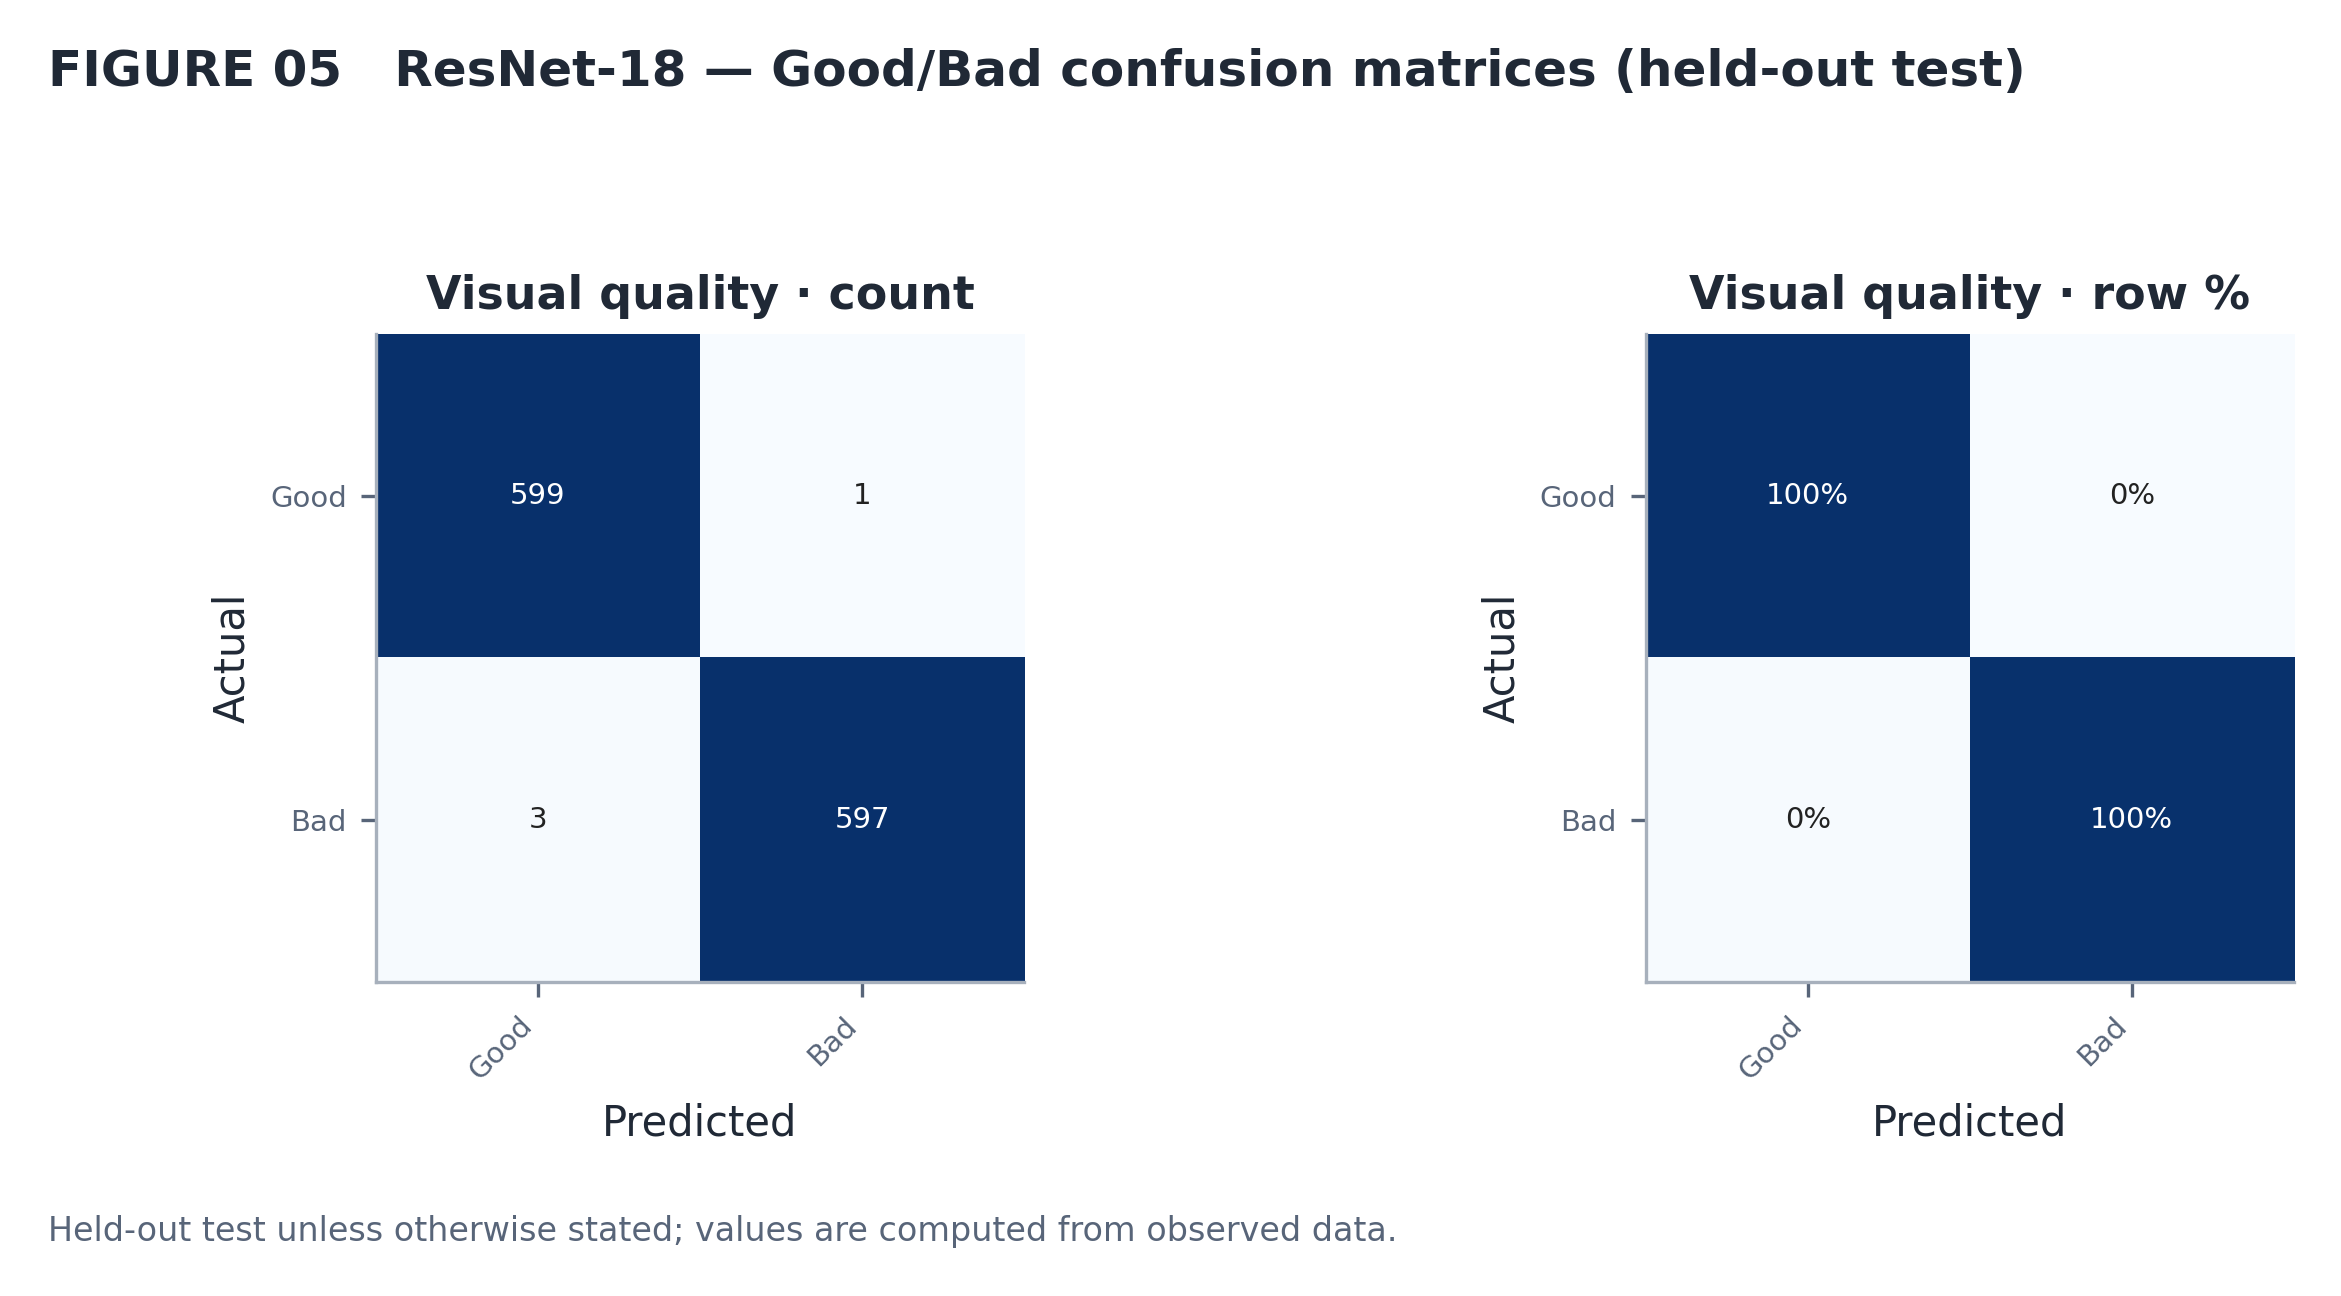 FIGURE 05 ResNet-18 — Good/Bad confusion matrices (held-out test)
Visual quality · count
Actual
Good
599
1
Bad
3
597
Good
Bad
Predicted
Visual quality · row %
Actual
Good
100%
0%
Bad
0%
100%
Good
Bad
Predicted
Held-out test unless otherwise stated; values are computed from observed data.